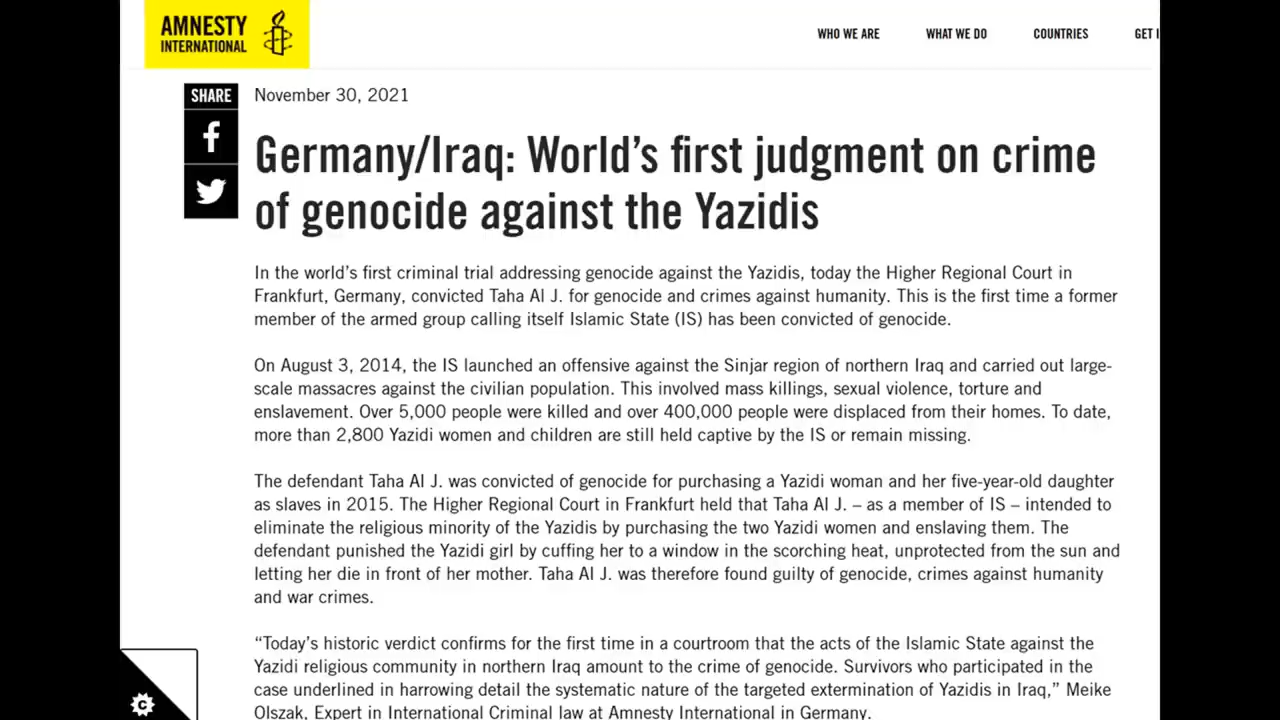 AMNESTY
INTERNATIONAL
WHO WE ARE
WHAT WE DO
COUNTRIES
GET I
SHARE
November 30, 2021
Germany/Iraq: World’s first judgment on crime
of genocide against the Yazidis
In the world’s first criminal trial addressing genocide against the Yazidis, today the Higher Regional Court in
Frankfurt, Germany, convicted Taha Al J. for genocide and crimes against humanity. This is the first time a former
member of the armed group calling itself Islamic State (IS) has been convicted of genocide.
On August 3, 2014, the IS launched an offensive against the Sinjar region of northern Iraq and carried out large-
scale massacres against the civilian population. This involved mass killings, sexual violence, torture and
enslavement. Over 5,000 people were killed and over 400,000 people were displaced from their homes. To date,
more than 2,800 Yazidi women and children are still held captive by the IS or remain missing.
The defendant Taha Al J. was convicted of genocide for purchasing a Yazidi woman and her five-year-old daughter
as slaves in 2015. The Higher Regional Court in Frankfurt held that Taha Al J. – as a member of IS – intended to
eliminate the religious minority of the Yazidis by purchasing the two Yazidi women and enslaving them. The
defendant punished the Yazidi girl by cuffing her to a window in the scorching heat, unprotected from the sun and
letting her die in front of her mother. Taha Al J. was therefore found guilty of genocide, crimes against humanity
and war crimes.
“Today’s historic verdict confirms for the first time in a courtroom that the acts of the Islamic State against the
Yazidi religious community in northern Iraq amount to the crime of genocide. Survivors who participated in the
case underlined in harrowing detail the systematic nature of the targeted extermination of Yazidis in Iraq,” Meike
Olszak, Expert in International Criminal law at Amnesty International in Germany.